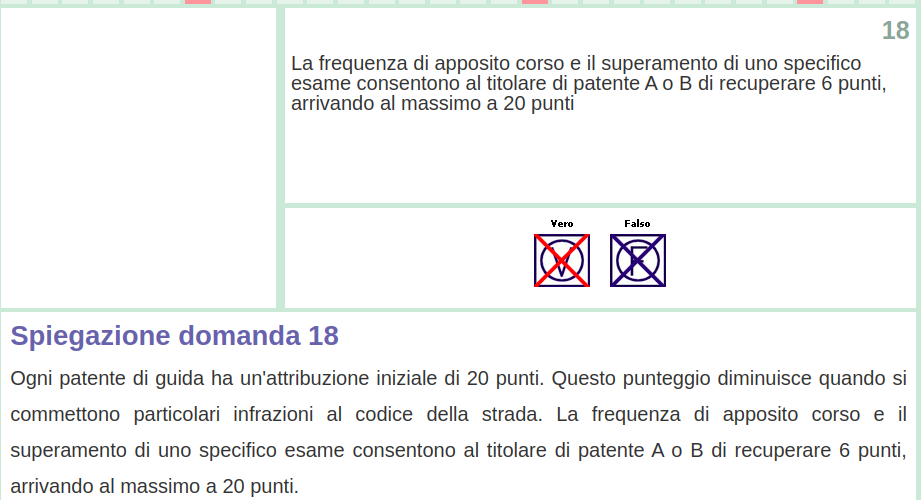 18
La frequenza di apposito corso e il superamento di uno specifico
esame consentono al titolare di patente A o B di recuperare 6 punti,
arrivando al massimo a 20 punti
Vero Falso
V F
Spiegazione domanda 18
Ogni patente di guida ha un'attribuzione iniziale di 20 punti. Questo punteggio diminuisce quando si
commettono particolari infrazioni al codice della strada. La frequenza di apposito corso e il
superamento di uno specifico esame consentono al titolare di patente A o B di recuperare 6 punti,
arrivando al massimo a 20 punti.